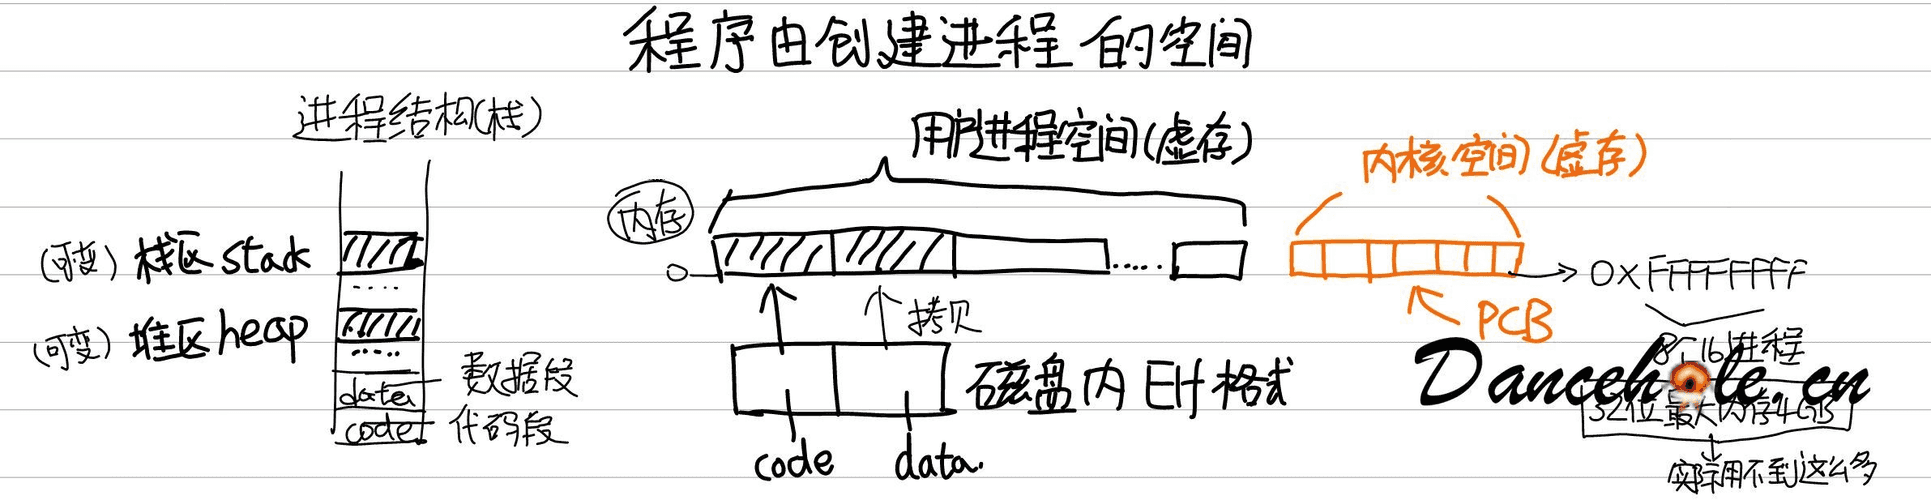 程序由创建进程的空间
进程结构(栈)
(可变) 栈区 stack
(可变) 堆区 heap
data 数据段
code 代码段
用户进程空间(虚存)
内存
0
拷贝
磁盘内 Elf 格式
code data.
内核空间(虚存)
0xFFFFFFFF
PCB
8个16进程
Dancehole.cn
32位最大内存4GB
实际用不到这么多